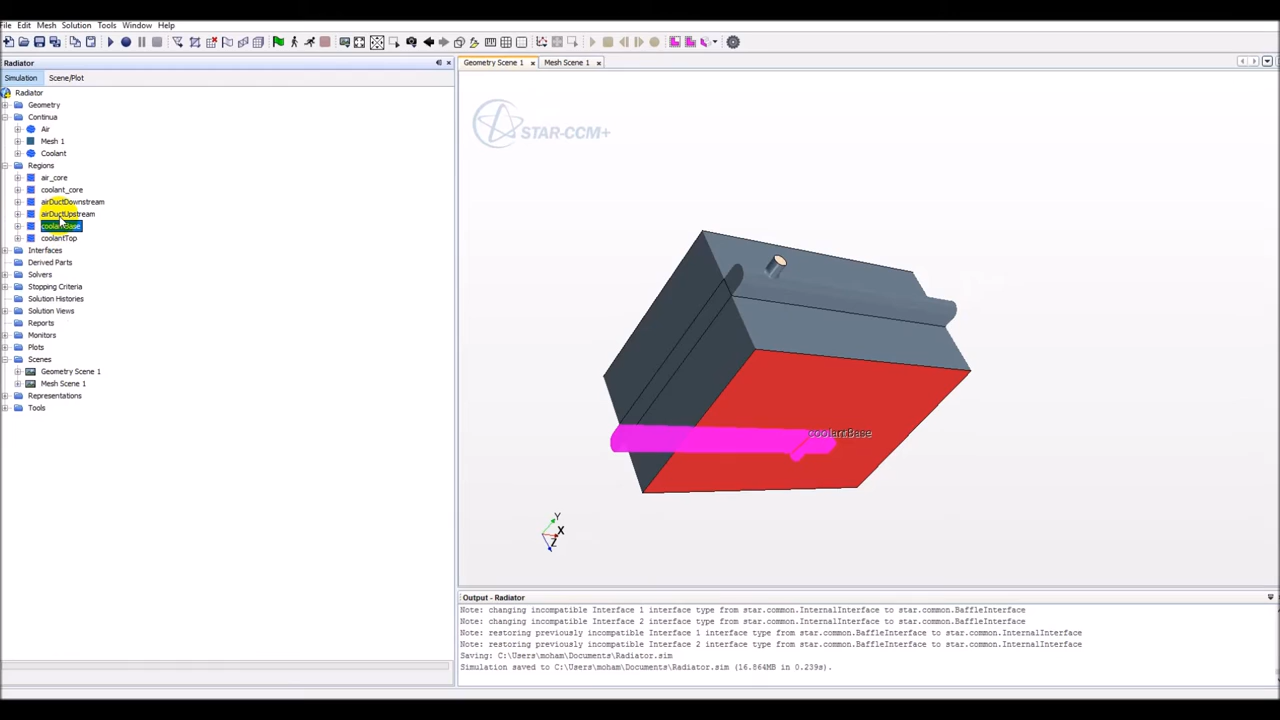 File Edit Mesh Solution Tools Window Help
Radiator
Geometry Scene 1 Mesh Scene 1
Simulation Scene/Plot
Radiator
Geometry
Continua
Air
Mesh 1
Coolant
Regions
air_core
coolant_core
airDuctDownstream
airDuctUpstream
coolantBase
coolantTop
Interfaces
Derived Parts
Solvers
Stopping Criteria
Solution Histories
Solution Views
Reports
Monitors
Plots
Scenes
Geometry Scene 1
Mesh Scene 1
Representations
Tools
STAR-CCM+
coolantBase
Y
X
Z
Output - Radiator
Note: changing incompatible Interface 1 interface type from star.common.InternalInterface to star.common.BaffleInterface
Note: changing incompatible Interface 2 interface type from star.common.InternalInterface to star.common.BaffleInterface
Note: restoring previously incompatible Interface 1 interface type from star.common.BaffleInterface to star.common.InternalInterface
Note: restoring previously incompatible Interface 2 interface type from star.common.BaffleInterface to star.common.InternalInterface
Saving: C:\Users\moham\Documents\Radiator.sim
Simulation saved to C:\Users\moham\Documents\Radiator.sim (16.864MB in 0.239s).